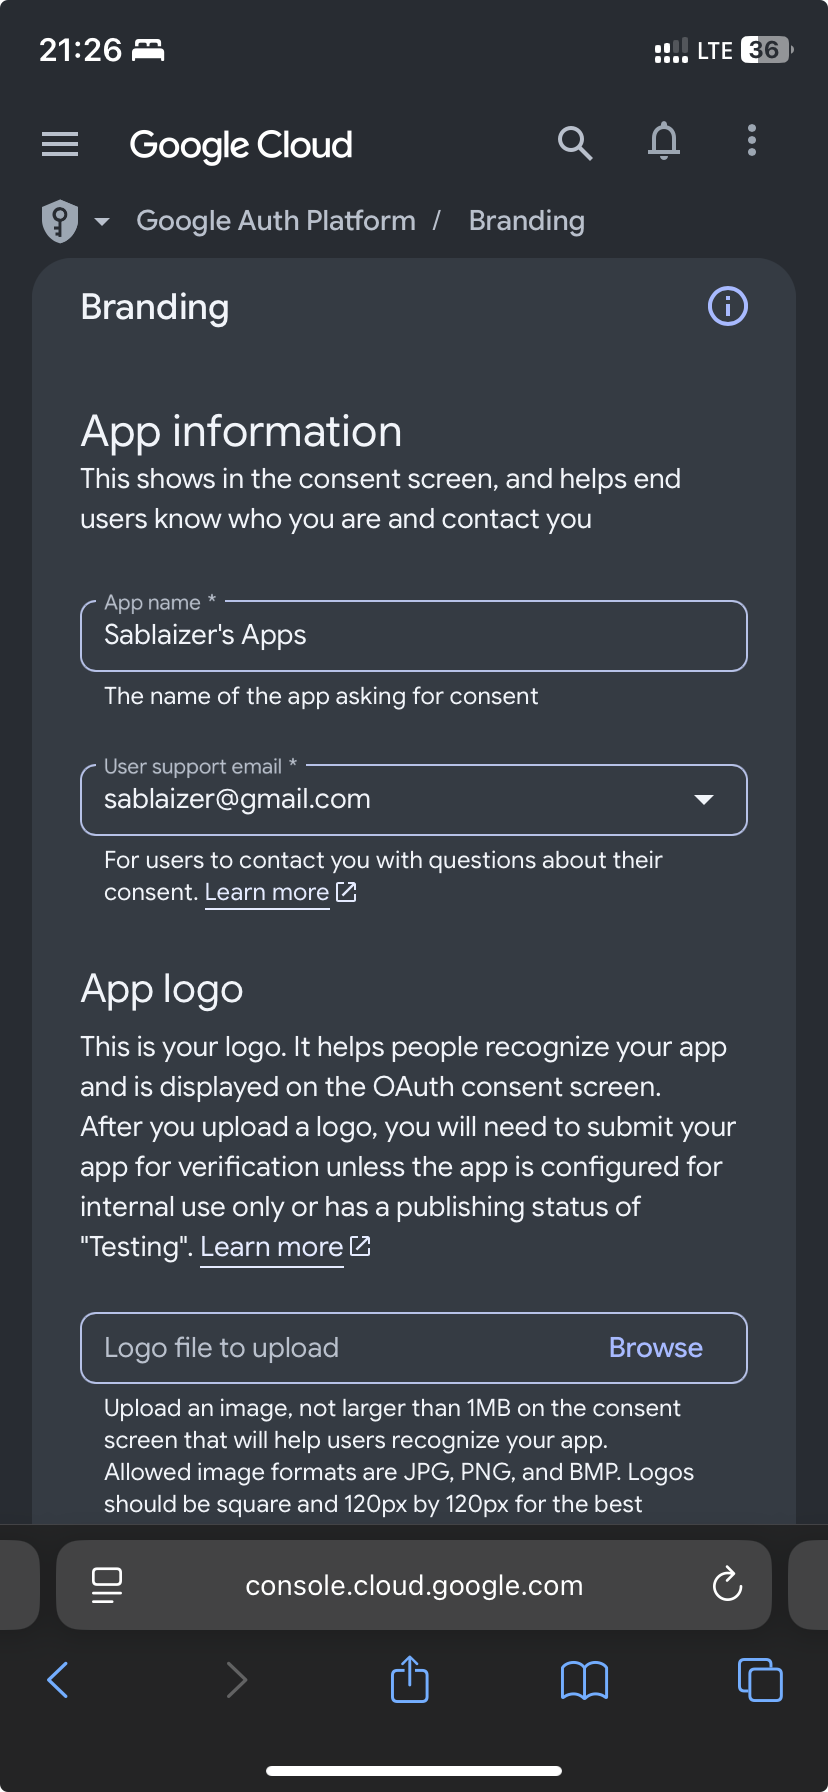 21:26
LTE 36
Google Cloud
Google Auth Platform / Branding
Branding
App information
This shows in the consent screen, and helps end
users know who you are and contact you
App name *
Sablaizer's Apps
The name of the app asking for consent
User support email *
sablaizer@gmail.com
For users to contact you with questions about their
consent. Learn more
App logo
This is your logo. It helps people recognize your app
and is displayed on the OAuth consent screen.
After you upload a logo, you will need to submit your
app for verification unless the app is configured for
internal use only or has a publishing status of
"Testing". Learn more
Logo file to upload Browse
Upload an image, not larger than 1MB on the consent
screen that will help users recognize your app.
Allowed image formats are JPG, PNG, and BMP. Logos
should be square and 120px by 120px for the best
console.cloud.google.com